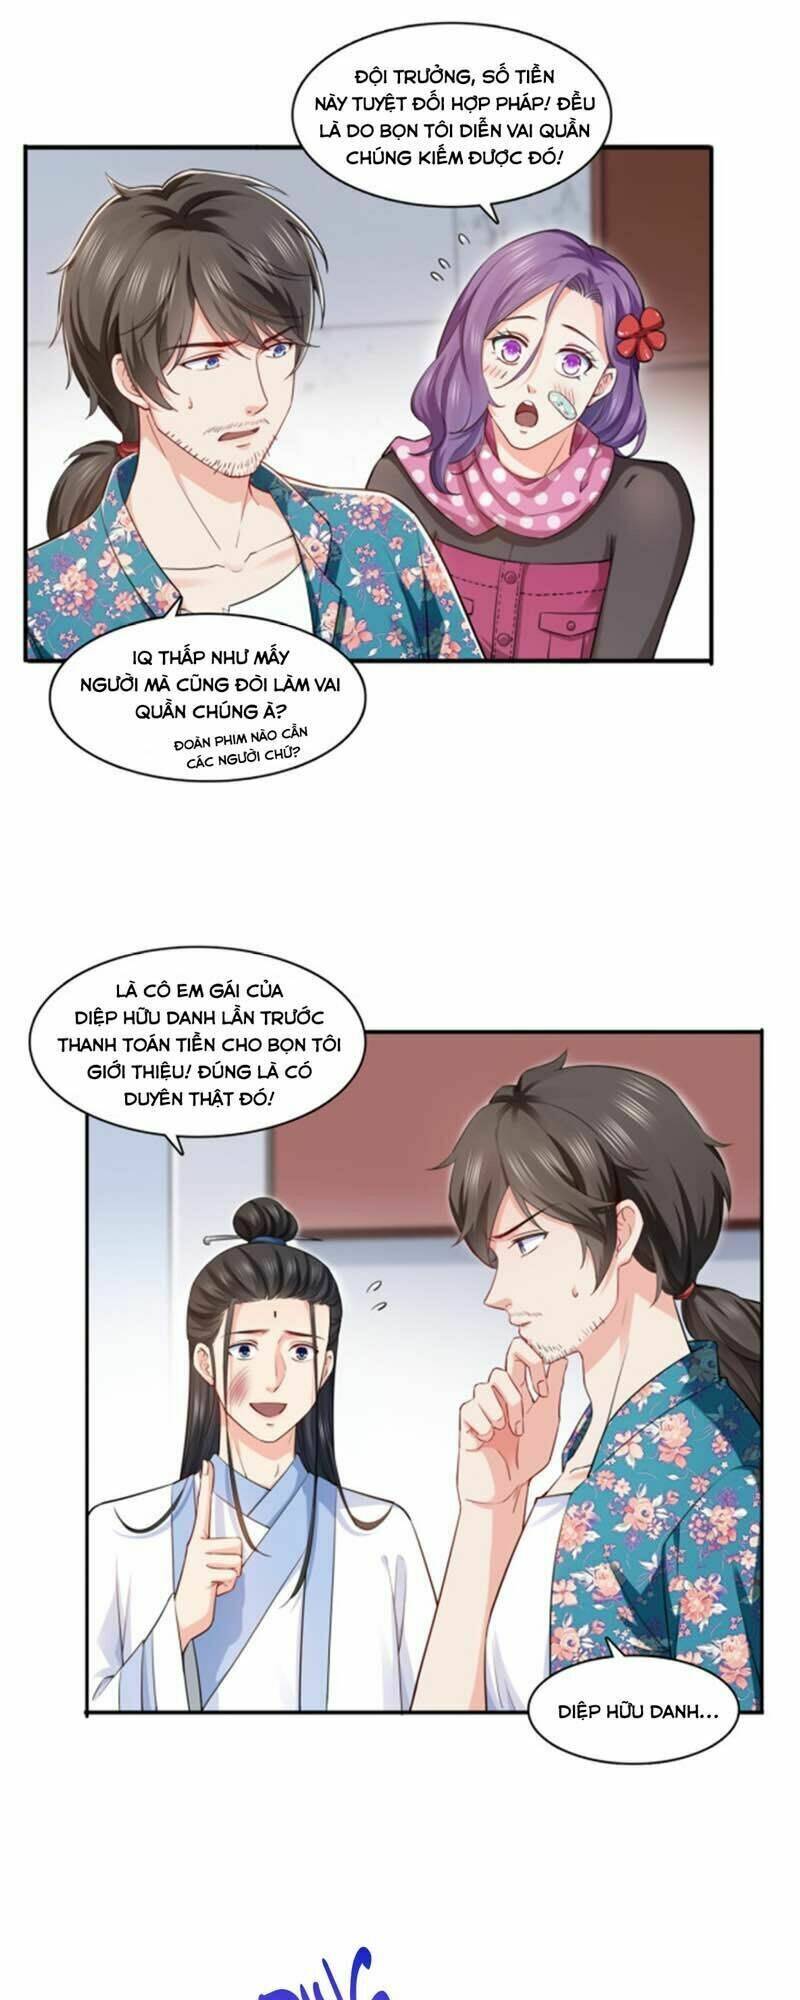 ĐỘI TRƯỞNG, SỐ TIỀN
NÀY TUYỆT ĐỐI HỢP PHÁP! ĐỀU
LÀ DO BỌN TÔI DIỄN VAI QUẦN
CHÚNG KIẾM ĐƯỢC ĐÓ!
IQ THẤP NHƯ MẤY
NGƯỜI MÀ CŨNG ĐÒI LÀM VAI
QUẦN CHÚNG À?
ĐOÀN PHIM NÀO CẦN
CÁC NGƯỜI CHỨ?
LÀ CÔ EM GÁI CỦA
DIỆP HỮU DANH LẦN TRƯỚC
THANH TOÁN TIỀN CHO BỌN TÔI
GIỚI THIỆU! ĐÚNG LÀ CÓ
DUYÊN THẬT ĐÓ!
DIỆP HỮU DANH...